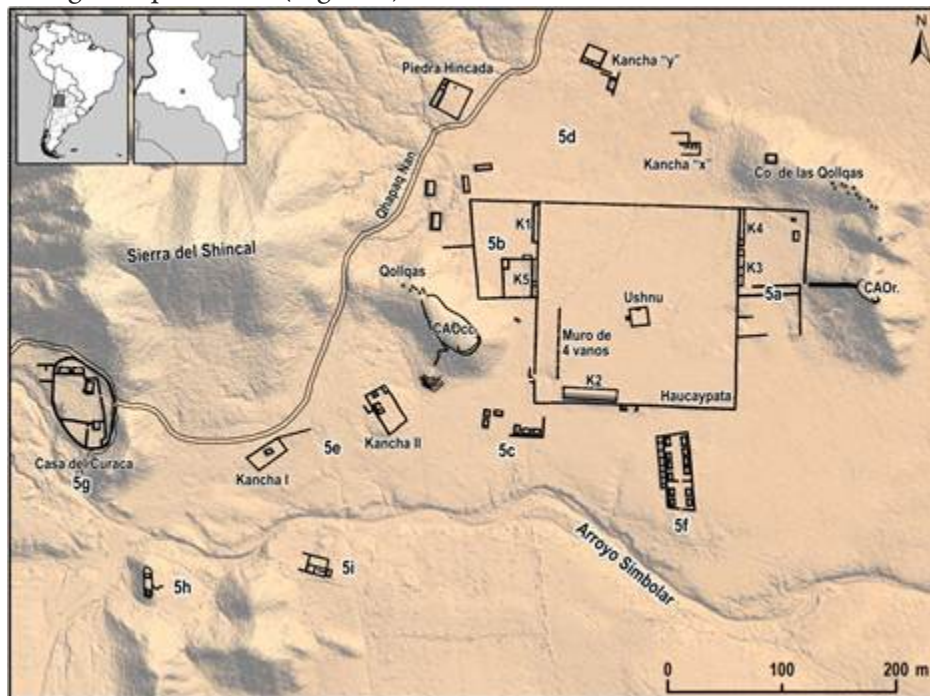 N
Kancha "y"
Piedra Hincada
5d
Kancha "x"
Co. de las Qollqas
Qhapaq Nan
K1
K4
Sierra del Shincal
5b
K3
Qollqas
K5
5a
CAOr.
Ushnu
CAOcc
Muro de
4 vanos
K2
Haucaypata
Kancha II
5e
5c
Casa del Curaca
Kancha I
5g
5f
Arroyo Simbolar
5i
5h
0 100 200 m